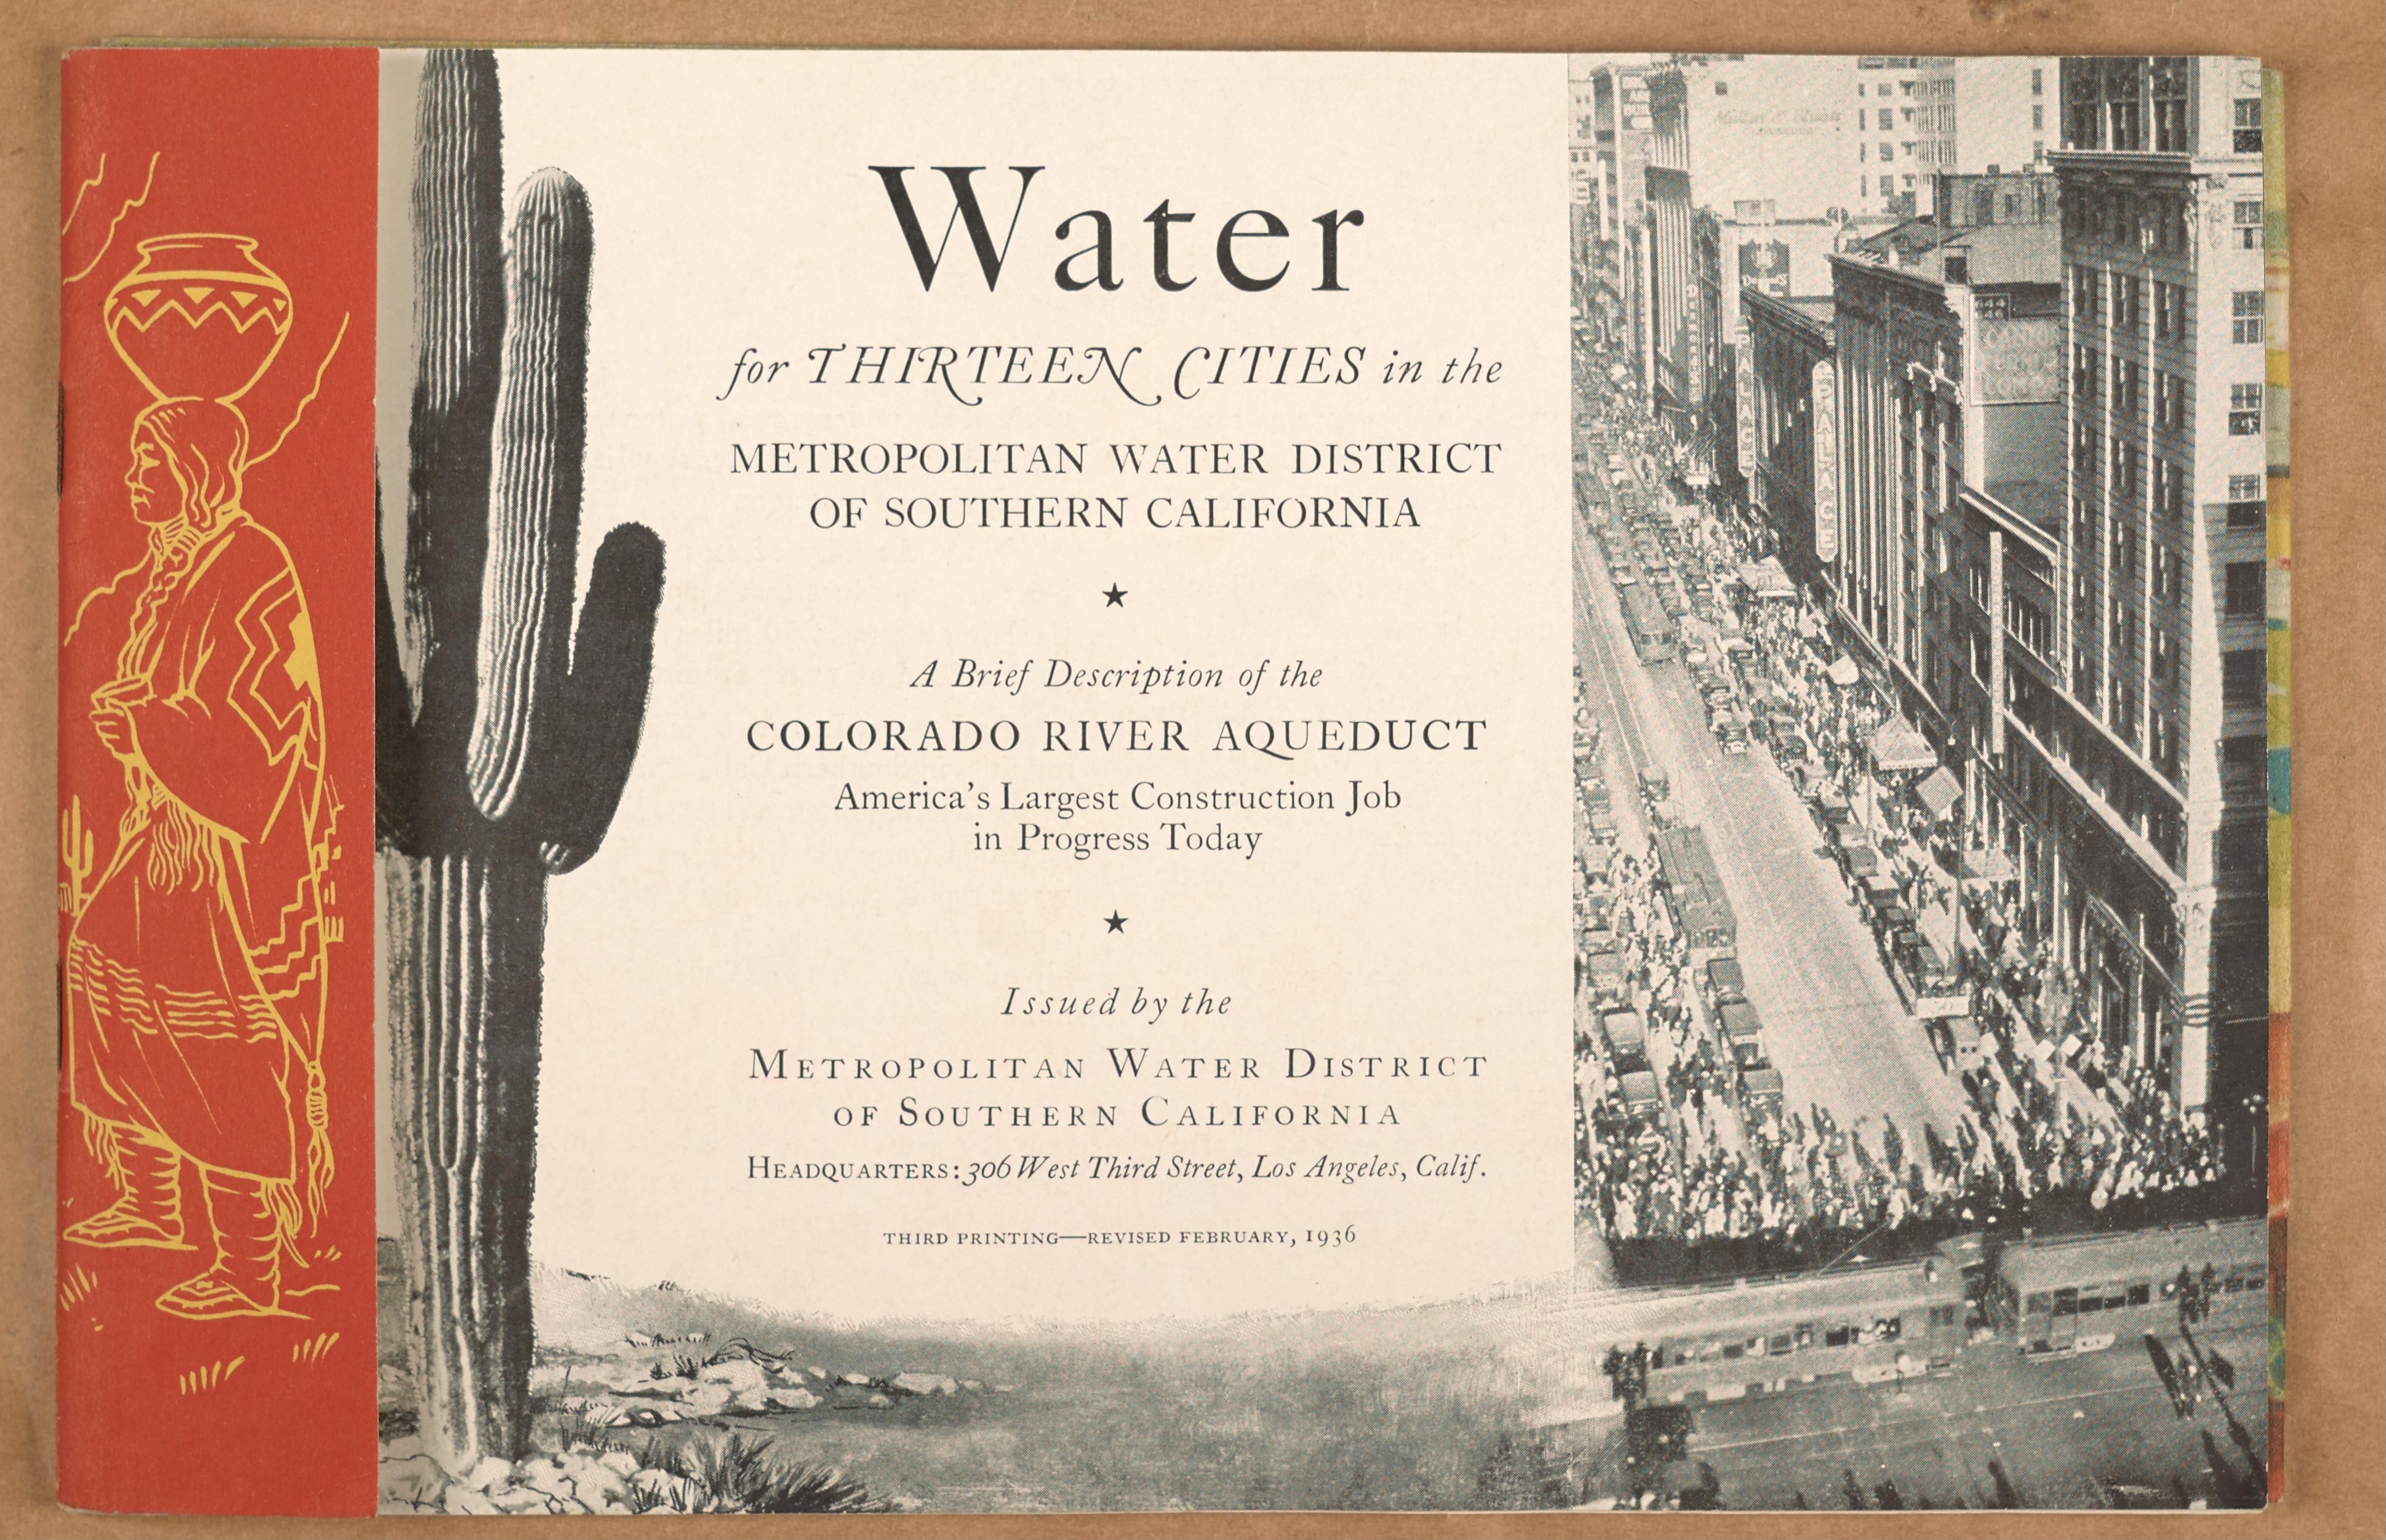 Water
for THIRTEEN CITIES in the
METROPOLITAN WATER DISTRICT
OF SOUTHERN CALIFORNIA
★
A Brief Description of the
COLORADO RIVER AQUEDUCT
America's Largest Construction Job
in Progress Today
★
Issued by the
METROPOLITAN WATER DISTRICT
OF SOUTHERN CALIFORNIA
HEADQUARTERS: 306 West Third Street, Los Angeles, Calif.
THIRD PRINTING—REVISED FEBRUARY, 1936
PALACE
PALACE